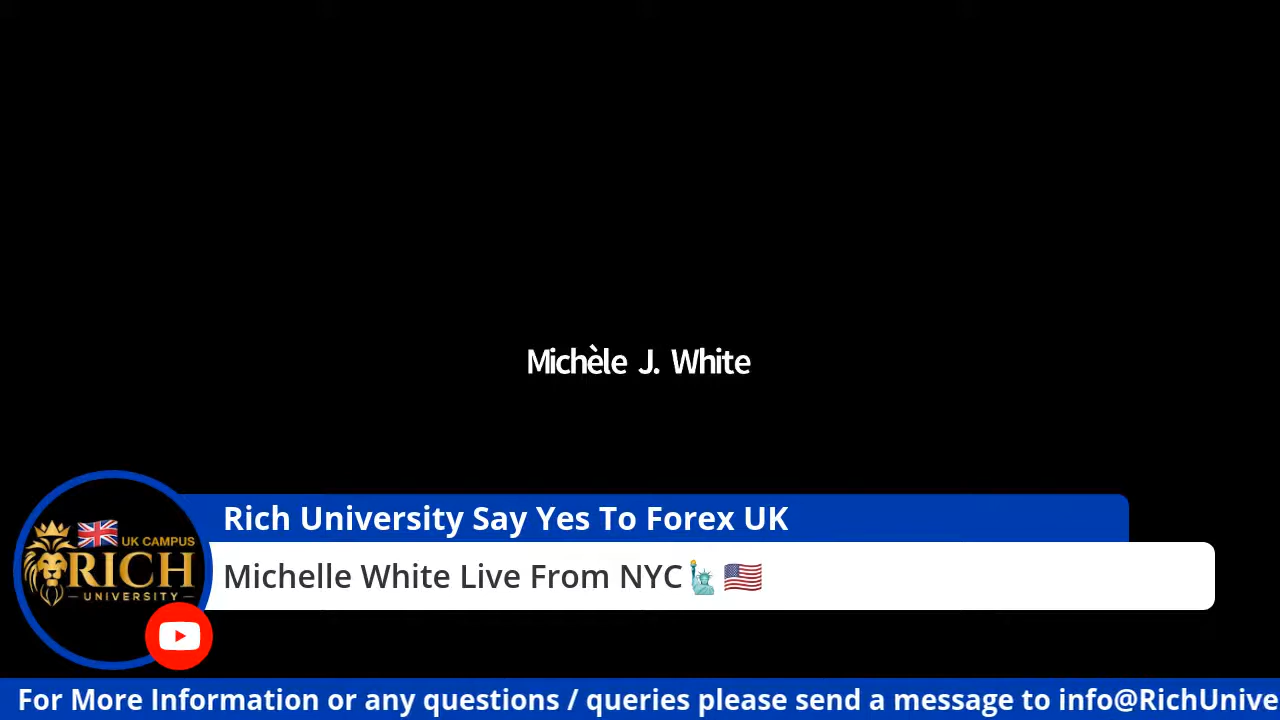 Michèle J. White
Rich University Say Yes To Forex UK
UK CAMPUS
RICH
UNIVERSITY
Michelle White Live From NYC🗽🇺🇸
For More Information or any questions / queries please send a message to info@RichUnive